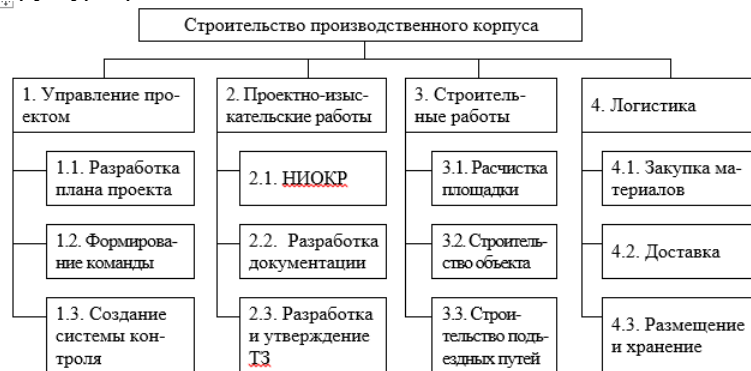 Строительство производственного корпуса
1. Управление про-
ектом
1.1. Разработка
плана проекта
1.2. Формирова-
ние команды
1.3. Создание
системы кон-
троля
2. Проектно-изыс-
кательские работы
2.1. НИОКР
2.2. Разработка
документации
2.3. Разработка
и утверждение
ТЗ
3. Строитель-
ные работы
3.1. Расчистка
площадки
3.2. Строитель-
ство объекта
3.3. Строи-
тельство подъ-
ездных путей
4. Логистика
4.1. Закупка ма-
териалов
4.2. Доставка
4.3. Размещение
и хранение